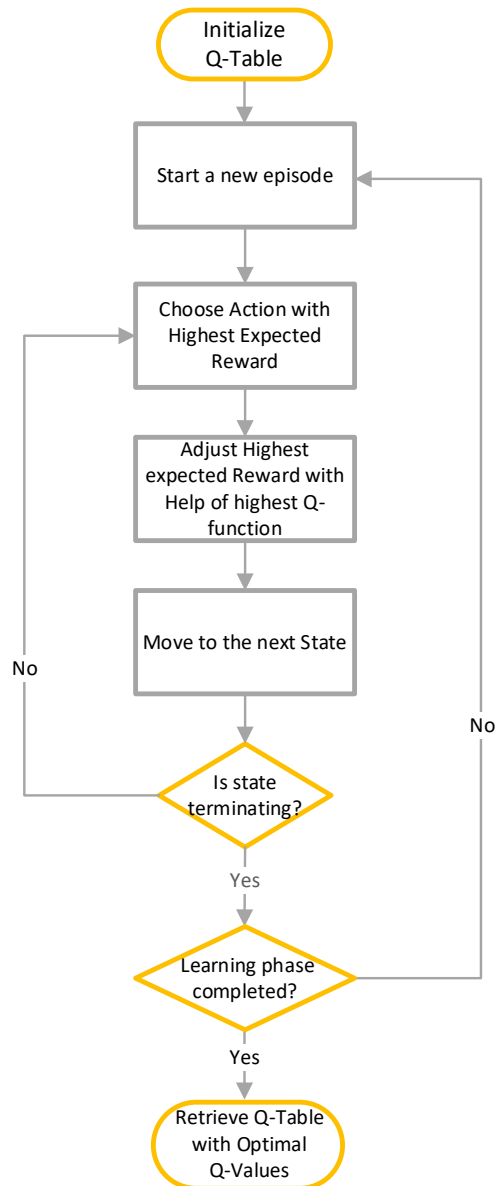 Initialize
Q-Table
Start a new episode
Choose Action with
Highest Expected
Reward
Adjust Highest
expected Reward with
Help of highest Q-
function
Move to the next State
No
No
Is state
terminating?
Yes
Learning phase
completed?
Yes
Retrieve Q-Table
with Optimal
Q-Values